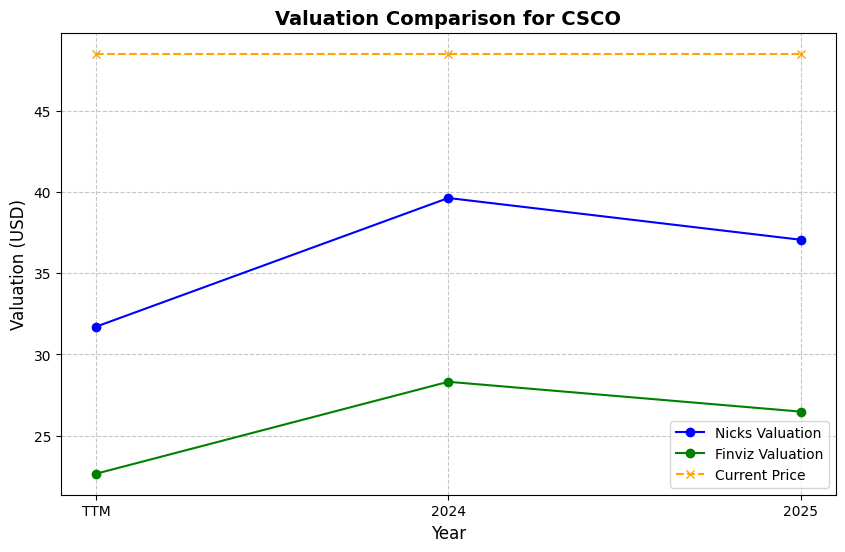 Valuation Comparison for CSCO
Valuation (USD)
45
40
35
30
25
TTM
2024
2025
Year
Nicks Valuation
Finviz Valuation
Current Price